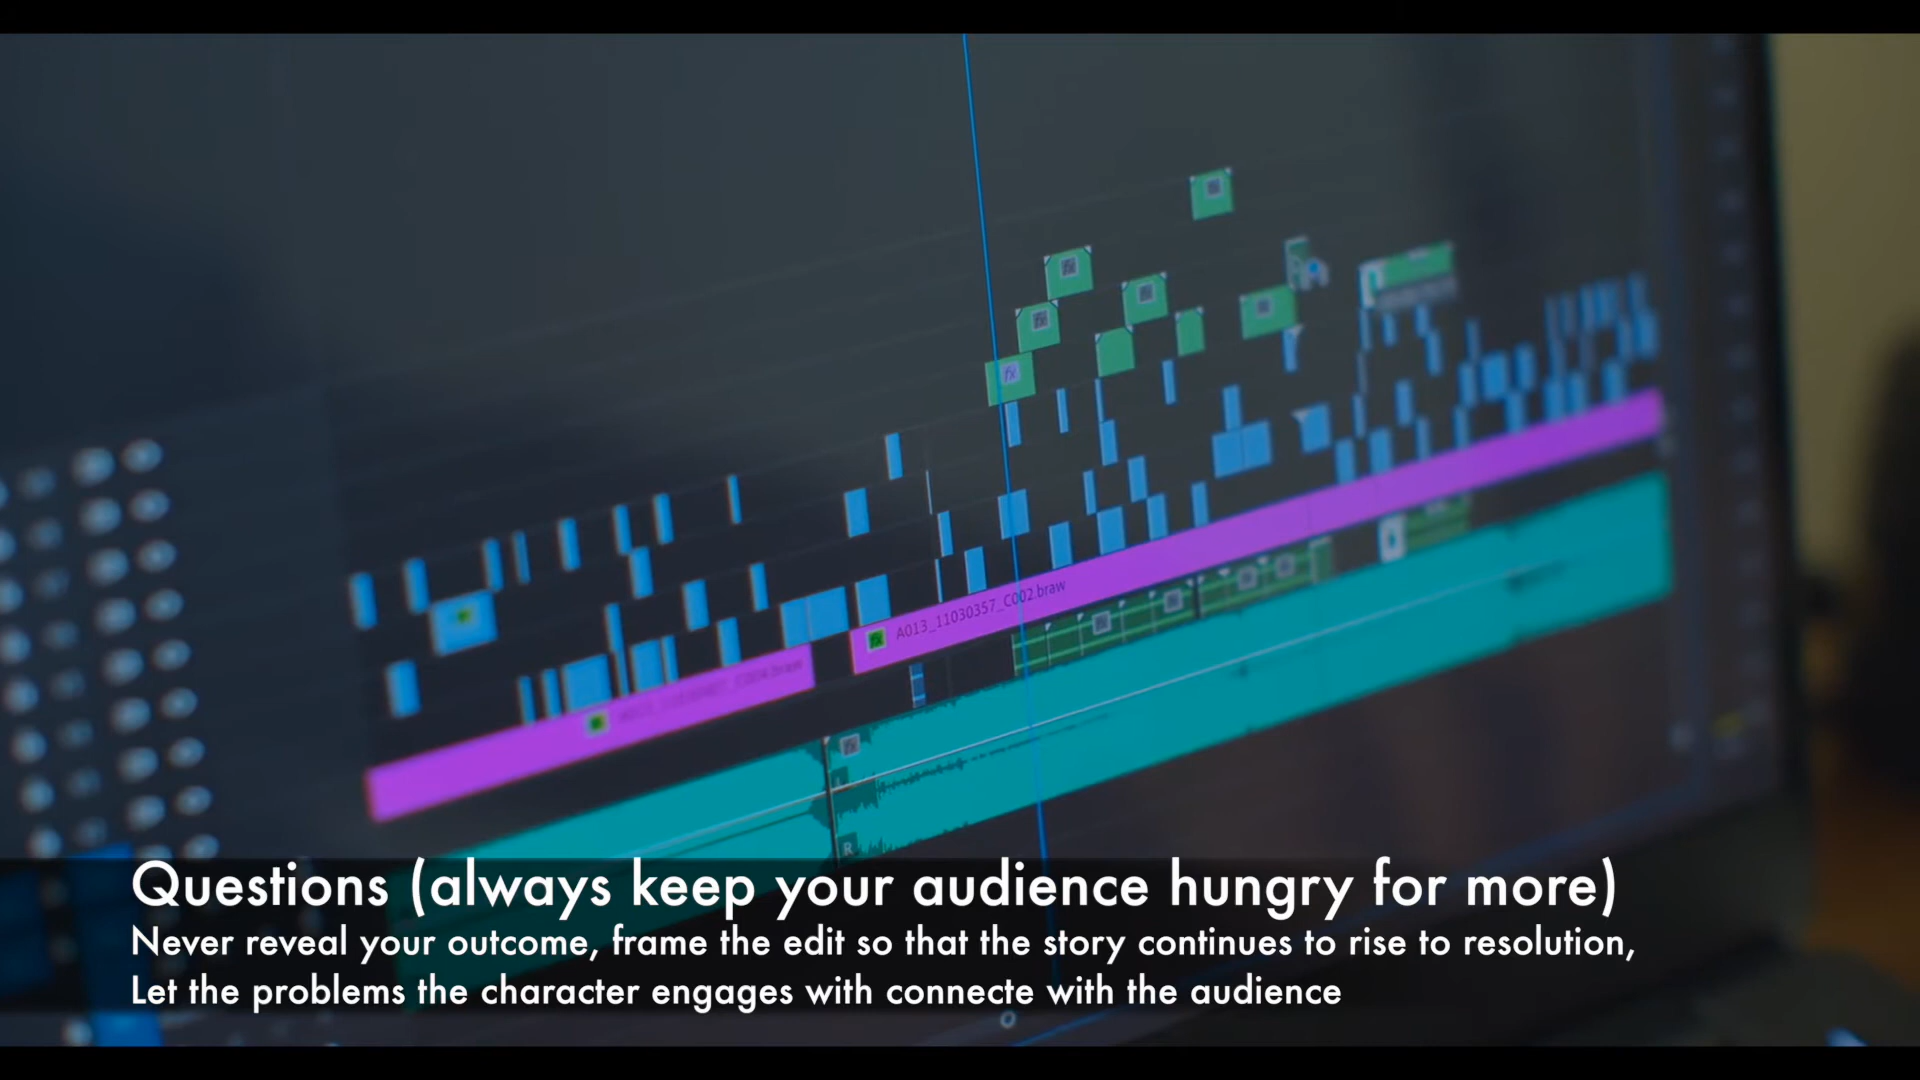 A013_11030357_C002.braw
R
Questions (always keep your audience hungry for more)
Never reveal your outcome, frame the edit so that the story continues to rise to resolution,
Let the problems the character engages with connecte with the audience